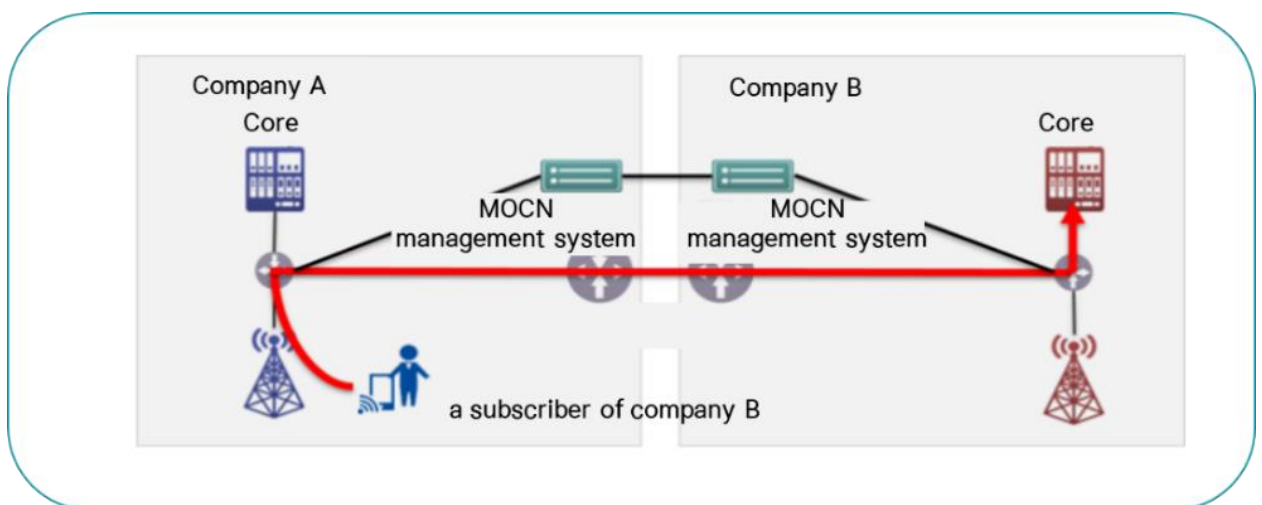 Company A
Core
MOCN
management system
Company B
Core
MOCN
management system
a subscriber of company B